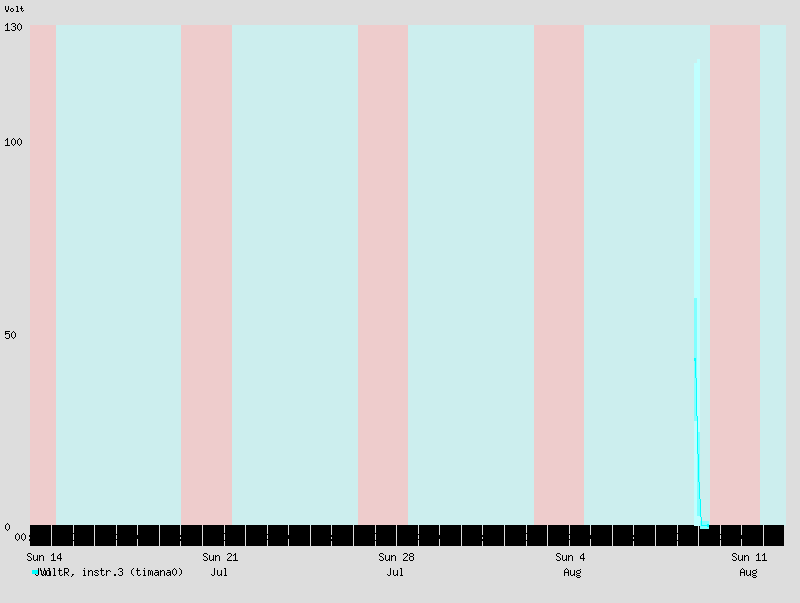 Volt
130
100
50
0
00:
Sun 14
Sun 21
Sun 28
Sun 4
Sun 11
Jul
Jul
Aug
Aug
VoltR, instr.3 (timana0)